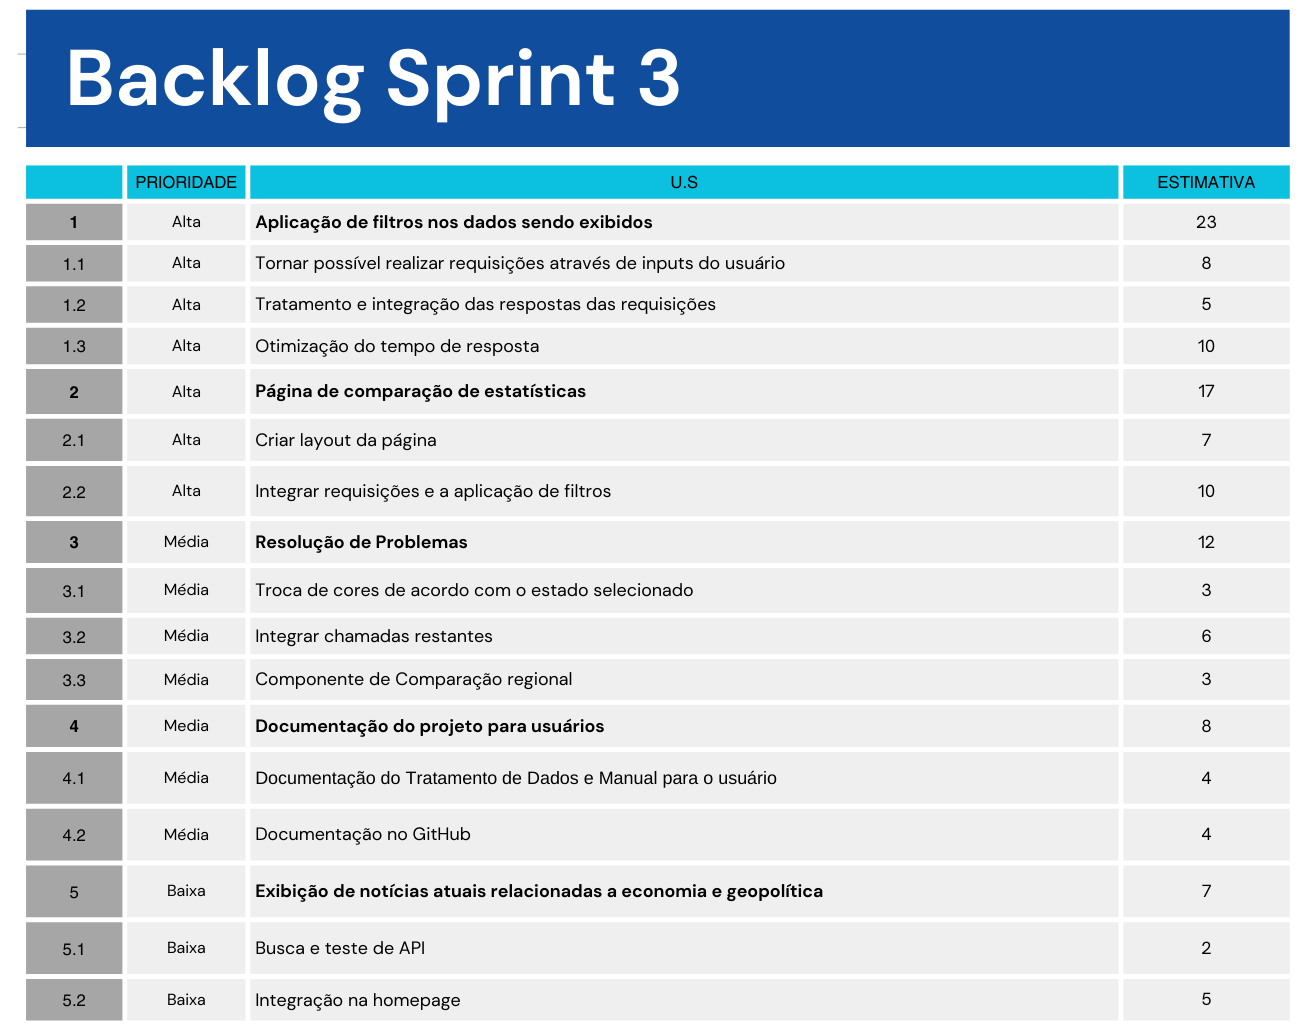 Backlog Sprint 3
PRIORIDADE U.S ESTIMATIVA
1 Alta Aplicação de filtros nos dados sendo exibidos 23
1.1 Alta Tornar possível realizar requisições através de inputs do usuário 8
1.2 Alta Tratamento e integração das respostas das requisições 5
1.3 Alta Otimização do tempo de resposta 10
2 Alta Página de comparação de estatísticas 17
2.1 Alta Criar layout da página 7
2.2 Alta Integrar requisições e a aplicação de filtros 10
3 Média Resolução de Problemas 12
3.1 Média Troca de cores de acordo com o estado selecionado 3
3.2 Média Integrar chamadas restantes 6
3.3 Média Componente de Comparação regional 3
4 Media Documentação do projeto para usuários 8
4.1 Média Documentação do Tratamento de Dados e Manual para o usuário 4
4.2 Média Documentação no GitHub 4
5 Baixa Exibição de notícias atuais relacionadas a economia e geopolítica 7
5.1 Baixa Busca e teste de API 2
5.2 Baixa Integração na homepage 5